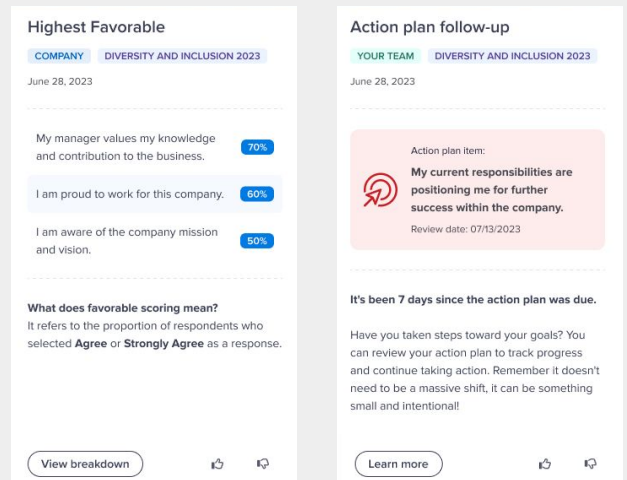 Highest Favorable
COMPANY DIVERSITY AND INCLUSION 2023
June 28, 2023
My manager values my knowledge
and contribution to the business.
70%
I am proud to work for this company.
60%
I am aware of the company mission
and vision.
50%
What does favorable scoring mean?
It refers to the proportion of respondents who
selected Agree or Strongly Agree as a response.
View breakdown
Action plan follow-up
YOUR TEAM DIVERSITY AND INCLUSION 2023
June 28, 2023
Action plan item:
My current responsibilities are
positioning me for further
success within the company.
Review date: 07/13/2023
It's been 7 days since the action plan was due.
Have you taken steps toward your goals? You
can review your action plan to track progress
and continue taking action. Remember it doesn't
need to be a massive shift, it can be something
small and intentional!
Learn more